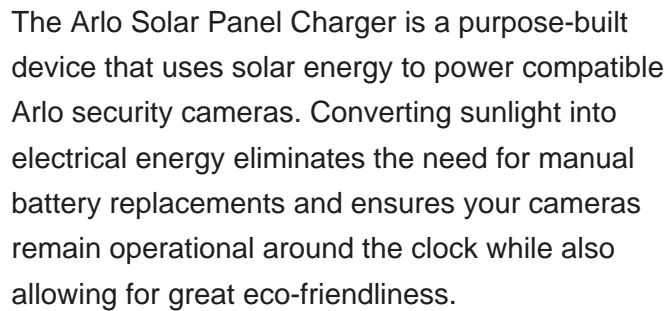 The Arlo Solar Panel Charger is a purpose-built
device that uses solar energy to power compatible
Arlo security cameras. Converting sunlight into
electrical energy eliminates the need for manual
battery replacements and ensures your cameras
remain operational around the clock while also
allowing for great eco-friendliness.